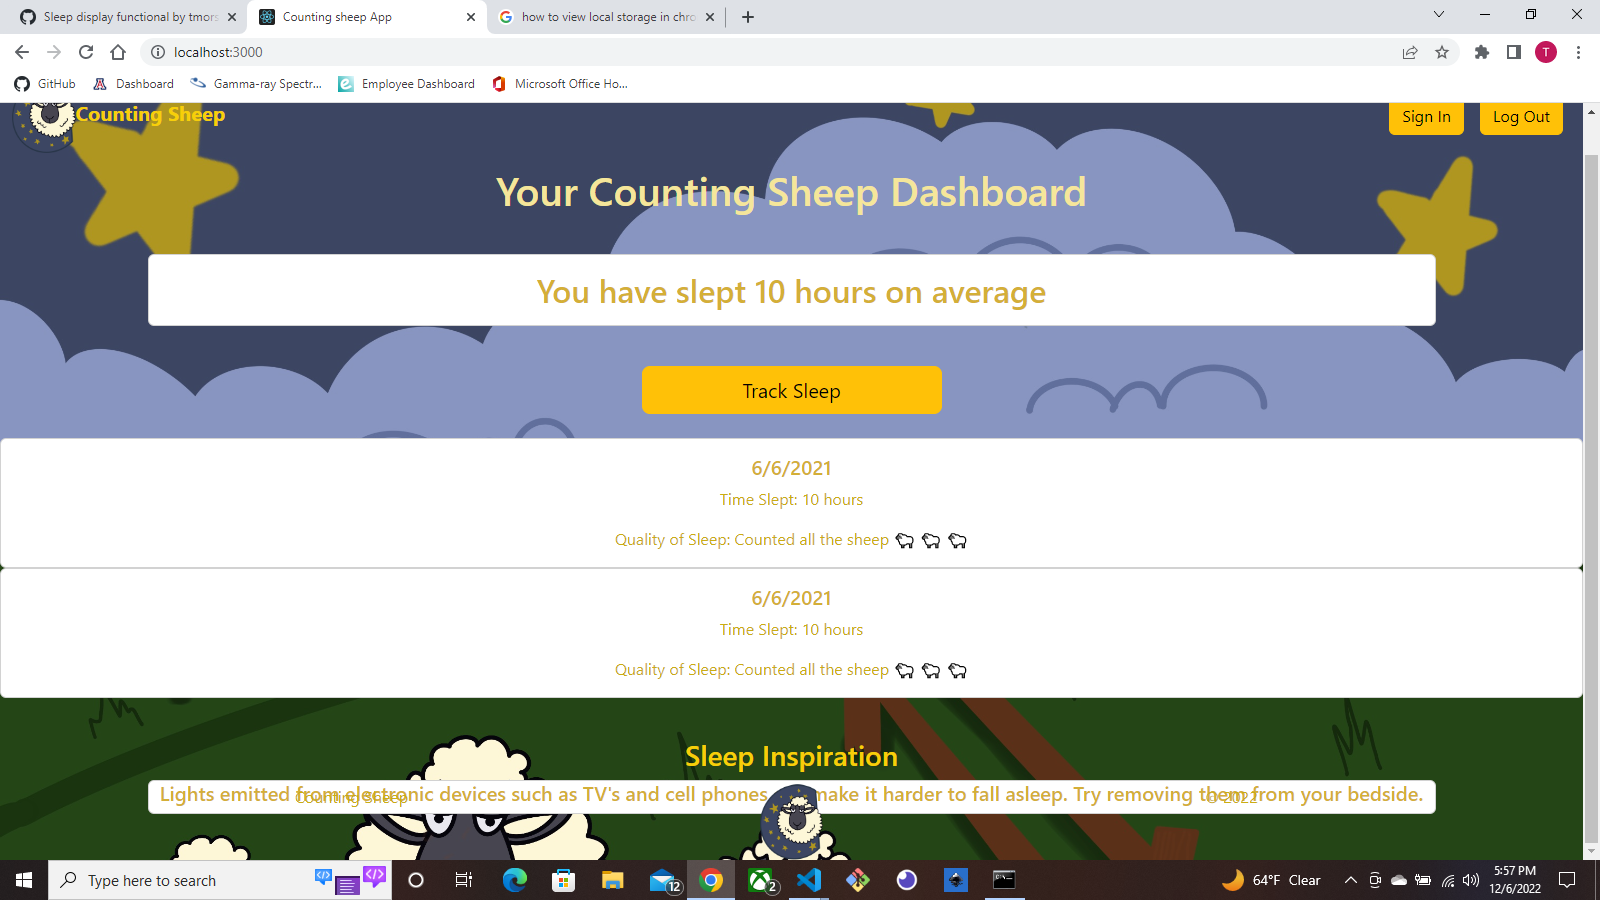 Sleep display functional by tmors
Counting sheep App
how to view local storage in chro
localhost:3000
T
GitHub
Dashboard
Gamma-ray Spectr...
Employee Dashboard
Microsoft Office Ho...
Counting Sheep
Sign In
Log Out
Your Counting Sheep Dashboard
You have slept 10 hours on average
Track Sleep
6/6/2021
Time Slept: 10 hours
Quality of Sleep: Counted all the sheep
6/6/2021
Time Slept: 10 hours
Quality of Sleep: Counted all the sheep
Sleep Inspiration
Lights emitted from electronic devices such as TV's and cell phones make it harder to fall asleep. Try removing them from your bedside.
Counting Sheep
© 2022
Type here to search
12
2
64°F Clear
5:57 PM
12/6/2022